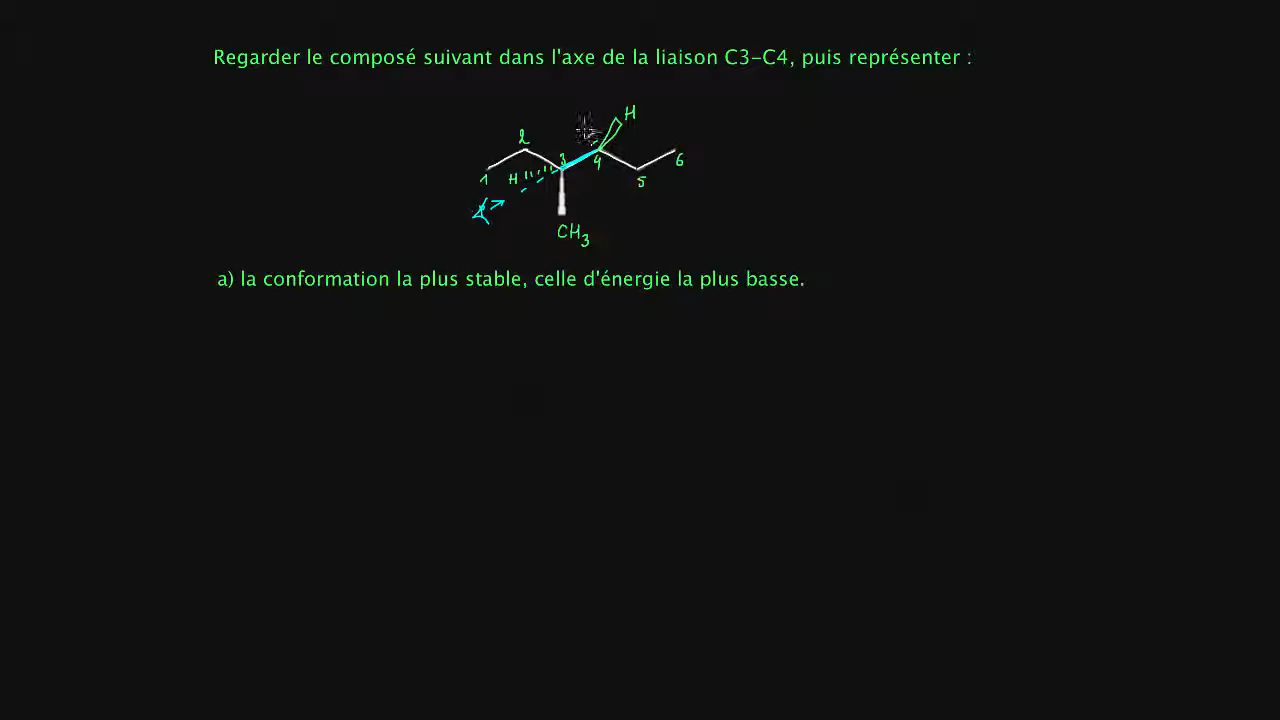 Regarder le composé suivant dans l'axe de la liaison C3-C4, puis représenter :
H
2
3
4
6
1
H
5
CH3
a) la conformation la plus stable, celle d'énergie la plus basse.